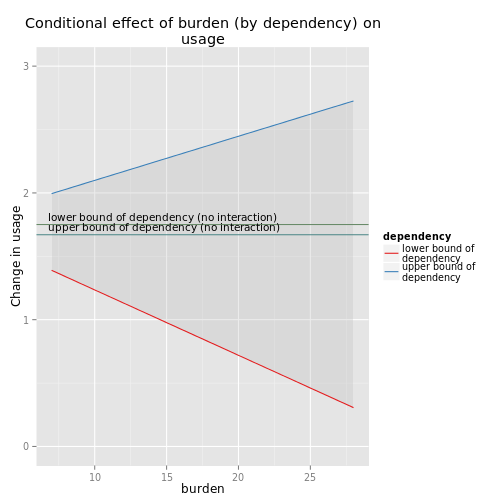 Conditional effect of burden (by dependency) on
usage
3
2
1
0
Change in usage
lower bound of dependency (no interaction)
upper bound of dependency (no interaction)
10
15
20
25
burden
dependency
lower bound of
dependency
upper bound of
dependency